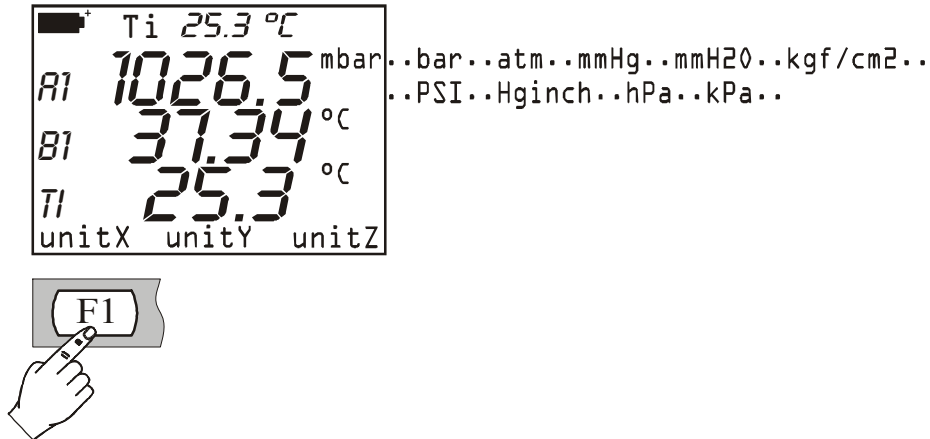 Ti 25.3 °C
A1 1026.5 mbar..bar..atm..mmHg..mmH20..kgf/cm2..
..PSI..Hginch..hPa..kPa..
B1 37.34 °C
TI 25.3 °C
unitX unitY unitZ
F1